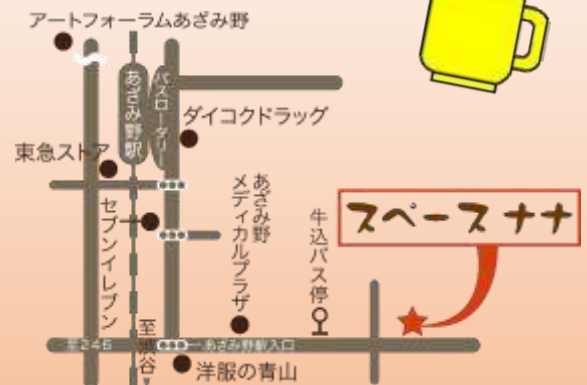 アートフォーラムあざみ野
あざみ野駅
バスロータリー
ダイコクドラッグ
東急ストア
セブンイレブン
あざみ野
メディカルプラザ
牛込バス停
スペースナナ
至246
至渋谷
あざみ野駅入口
洋服の青山